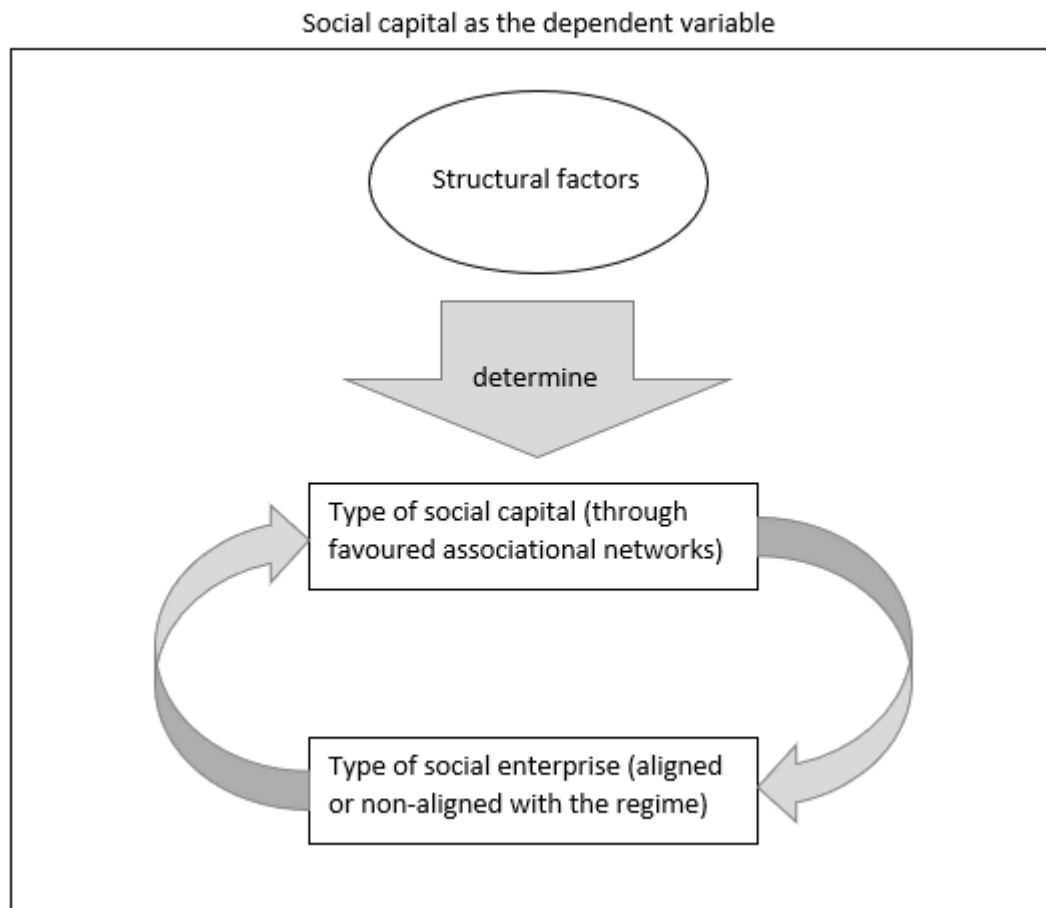 Social capital as the dependent variable
Structural factors
determine
Type of social capital (through
favoured associational networks)
Type of social enterprise (aligned
or non-aligned with the regime)